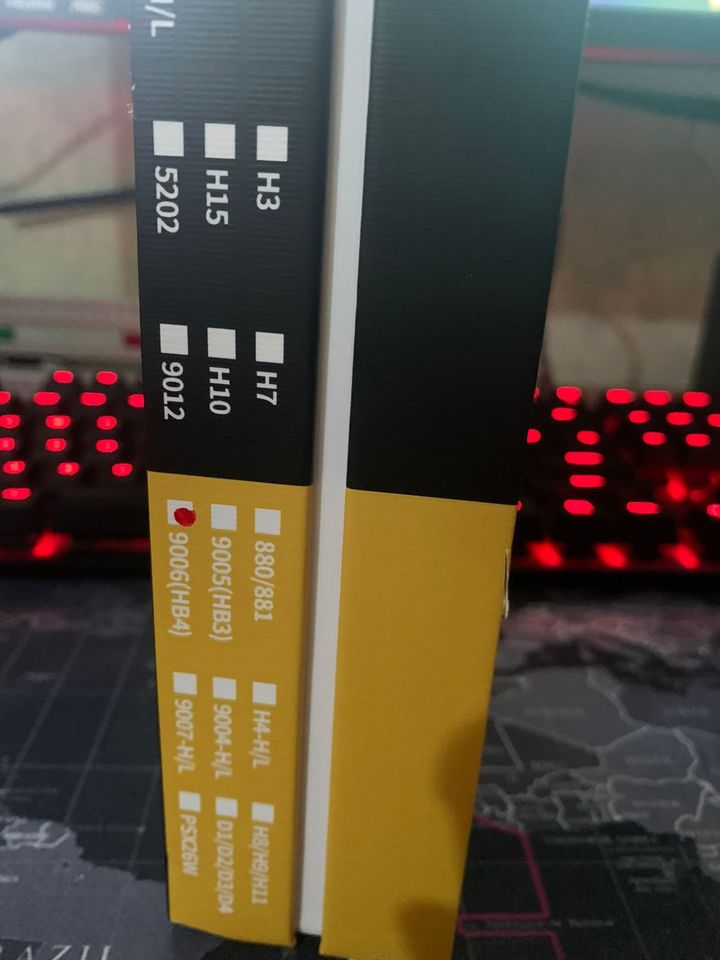 H3
H7
880/881
H4-H/L
H8/H9/H11
H15
H10
9005(HB3)
9004-H/L
D1/D2/D3/D4
5202
9012
9006(HB4)
9007-H/L
PSX26W